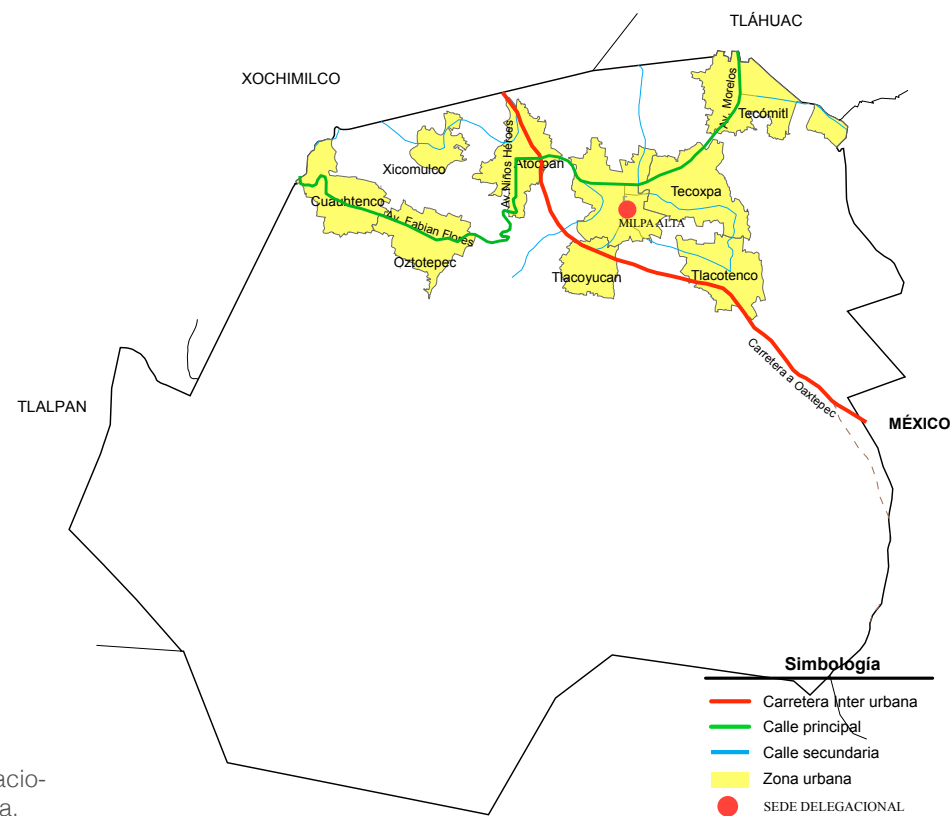 TLÁHUAC
XOCHIMILCO
Av. Morelos
Tecómitl
Av.Niños Héroes
Atocpan
Xicomulco
Tecoxpa
Cuauhtenco
Av. Fabian Flores
MILPA ALTA
Oztotepec
Tlacoyucan
Tlacotenco
Carretera a Oaxtepec
TLALPAN
MÉXICO
Simbología
Carretera Inter urbana
Calle principal
Calle secundaria
Zona urbana
SEDE DELEGACIONAL
acio-
a.